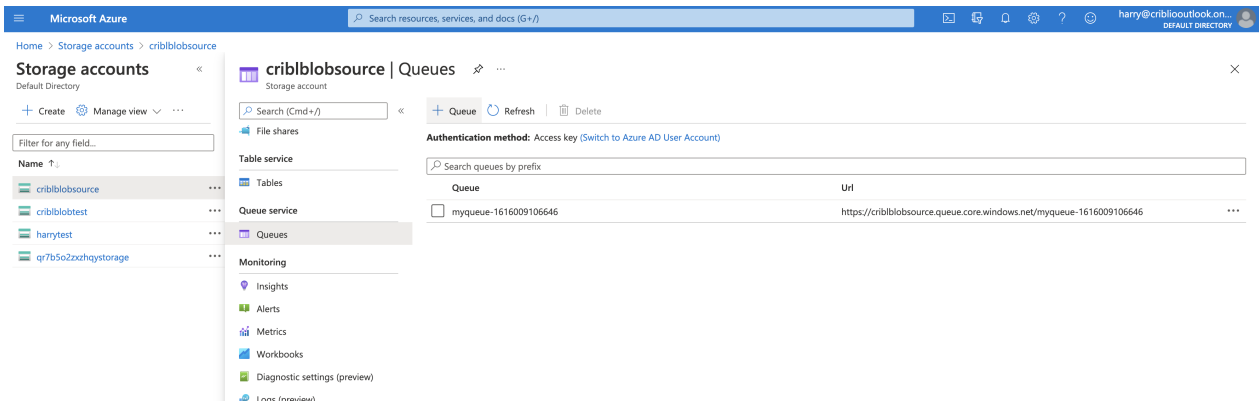 Microsoft Azure
Search resources, services, and docs (G+/)
harry@cribliooutlook.on...
DEFAULT DIRECTORY
Home > Storage accounts > criblblobsource
Storage accounts
Default Directory
+ Create Manage view ...
Filter for any field...
Name ↑↓
criblblobsource ...
criblblobtest ...
harrytest ...
qr7b5o2zxzhqystorage ...
criblblobsource | Queues ...
Storage account
Search (Cmd+/)
File shares
Table service
Tables
Queue service
Queues
Monitoring
Insights
Alerts
Metrics
Workbooks
Diagnostic settings (preview)
Logs (preview)
+ Queue Refresh Delete
Authentication method: Access key (Switch to Azure AD User Account)
Search queues by prefix
Queue Url
myqueue-1616009106646 https://criblblobsource.queue.core.windows.net/myqueue-1616009106646 ...